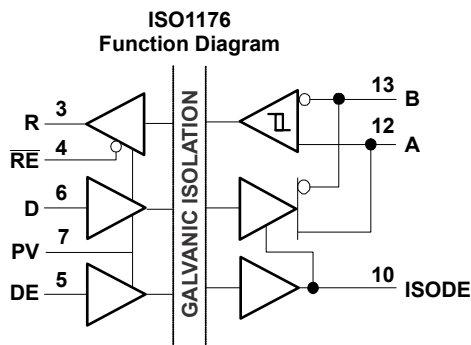 ISO1176
Function Diagram
R 3
RE 4
D 6
PV 7
DE 5
GALVANIC ISOLATION
13 B
12 A
10 ISODE